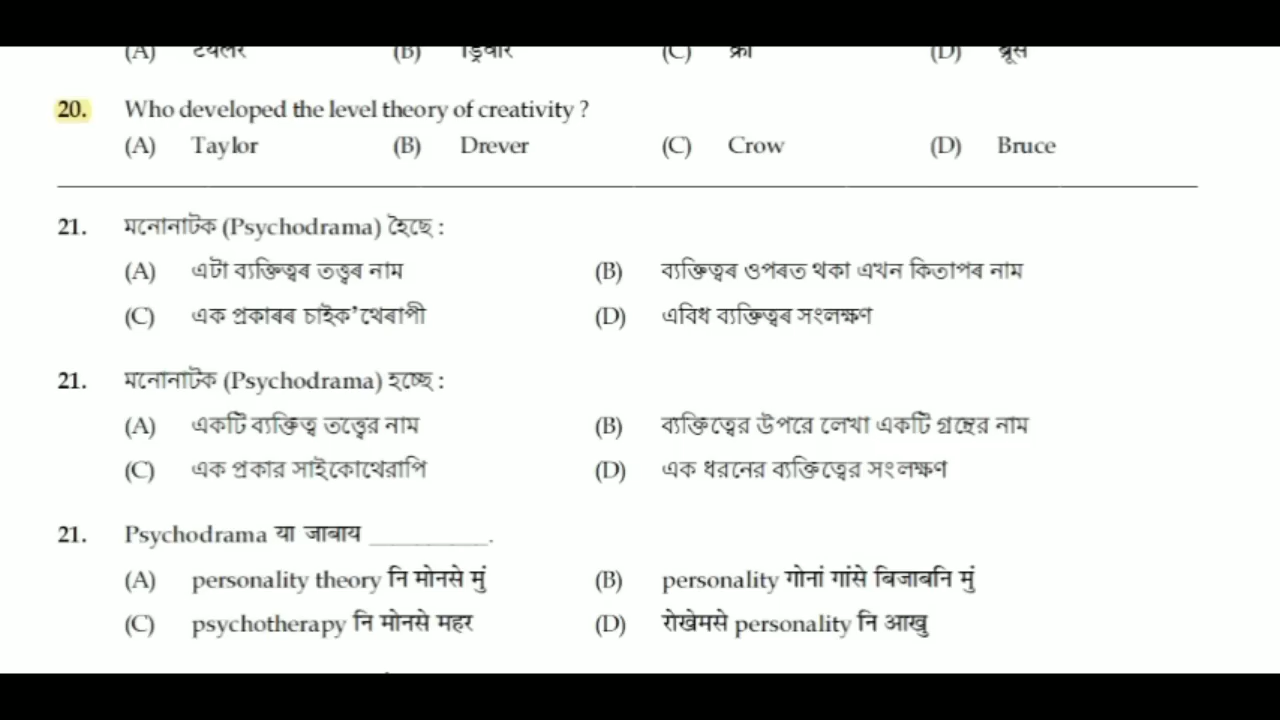 (A) टेयलर (B) ड्रिवार (C) क्रो (D) ब्रूस
20. Who developed the level theory of creativity ?
(A) Taylor (B) Drever (C) Crow (D) Bruce
21. মনোনাটক (Psychodrama) হৈছে :
(A) এটা ব্যক্তিত্বৰ তত্ত্বৰ নাম (B) ব্যক্তিত্বৰ ওপৰত থকা এখন কিতাপৰ নাম
(C) এক প্ৰকাৰৰ চাইক'থেৰাপী (D) এবিধ ব্যক্তিত্বৰ সংলক্ষণ
21. মনোনাটক (Psychodrama) হচ্ছে :
(A) একটি ব্যক্তিত্ব তত্ত্বের নাম (B) ব্যক্তিত্বের উপরে লেখা একটি গ্রন্থের নাম
(C) এক প্রকার সাইকোথেরাপি (D) এক ধরনের ব্যক্তিত্বের সংলক্ষণ
21. Psychodrama या जाबाय __________.
(A) personality theory नि मोनसे मुं (B) personality गोनां गांसे बिजाबनि मुं
(C) psychotherapy नि मोनसे महर (D) रोखेमसे personality नि आखु